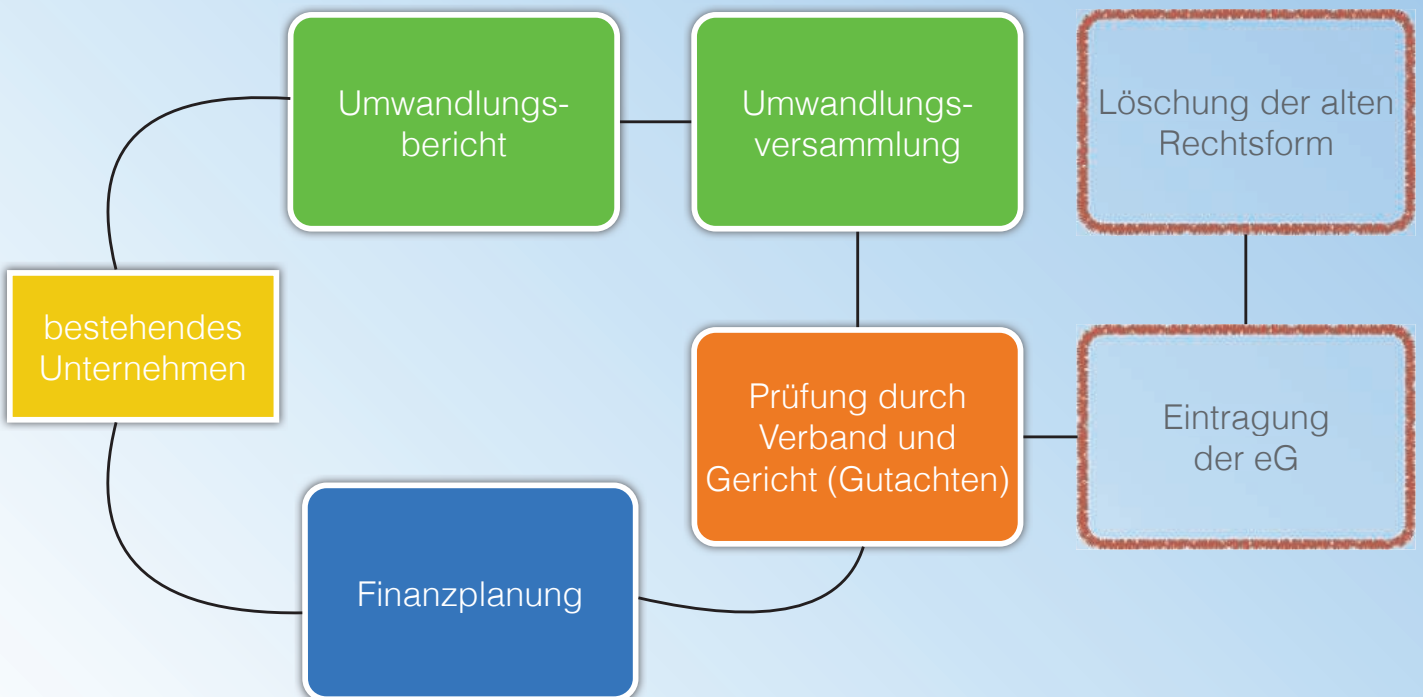 Umwandlungs-
bericht
Umwandlungs-
versammlung
Löschung der alten
Rechtsform
bestehendes
Unternehmen
Prüfung durch
Verband und
Gericht (Gutachten)
Eintragung
der eG
Finanzplanung